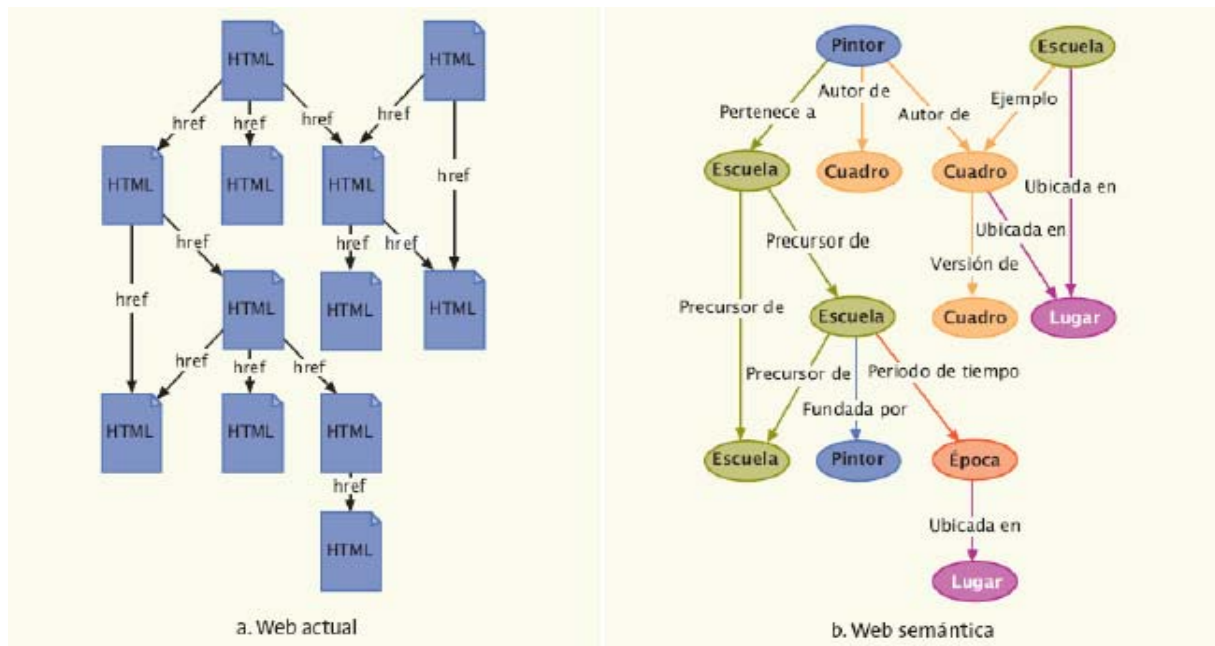 HTML
HTML
href
href
href
href
HTML
HTML
HTML
href
href
href
href
href
HTML
HTML
HTML
href
href
href
HTML
HTML
HTML
href
HTML
a. Web actual
Pintor
Escuela
Autor de
Ejemplo
Pertenece a
Autor de
Escuela
Cuadro
Cuadro
Ubicada en
Ubicada en
Precursor de
Versión de
Precursor de
Escuela
Cuadro
Lugar
Precursor de
Periodo de tiempo
Fundada por
Escuela
Pintor
Época
Ubicada en
Lugar
b. Web semántica